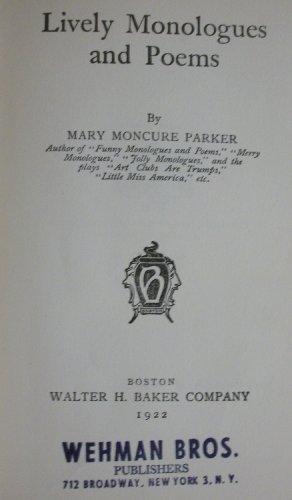 Lively Monologues
and Poems
By
MARY MONCURE PARKER
Author of "Funny Monologues and Poems," "Merry
Monologues," "Jolly Monologues," and the
plays "Art Clubs Are Trumps,"
"Little Miss America," etc.
B
BOSTON
WALTER H. BAKER COMPANY
1922
WEHMAN BROS.
PUBLISHERS
712 BROADWAY, NEW YORK 3, N. Y.